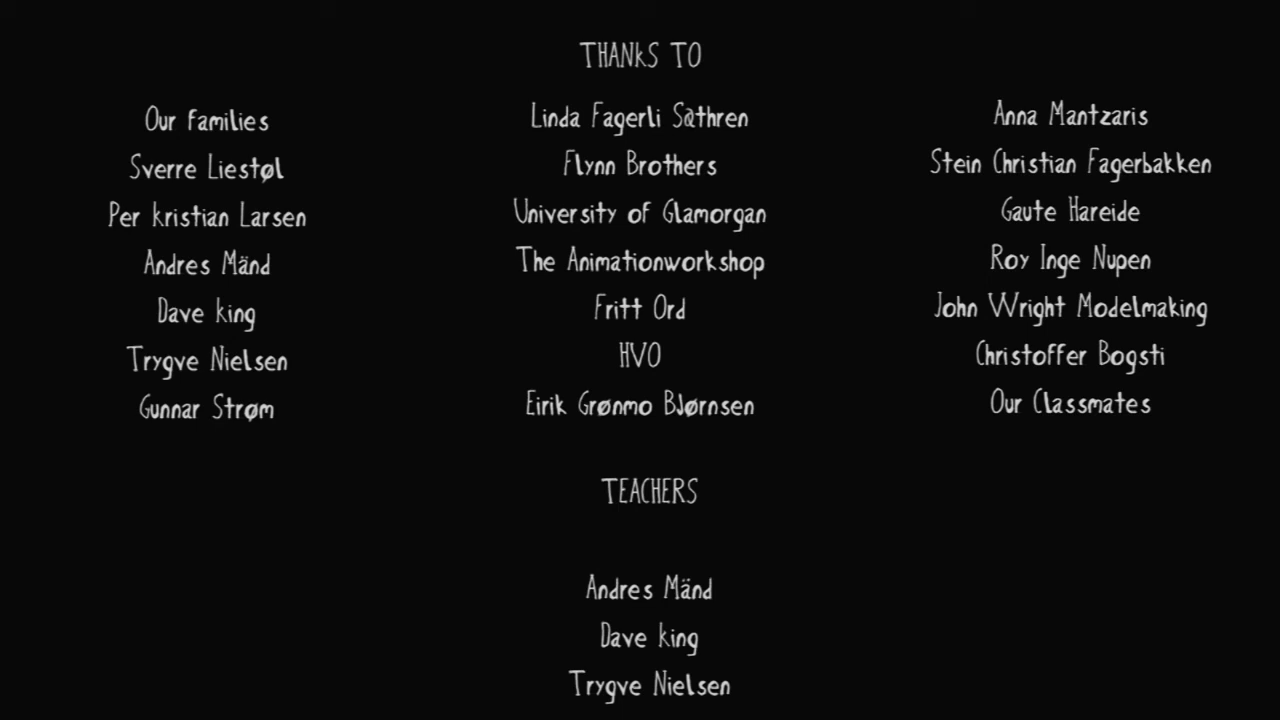 THANKS TO
Our Families
Sverre Liestøl
Per kristian Larsen
Andres Mänd
Dave king
Trygve Nielsen
Gunnar Strøm
Linda Fagerli Sæthren
Flynn Brothers
University of Glamorgan
The Animationworkshop
Fritt Ord
HVO
Eirik Grønmo BJørnsen
Anna Mantzaris
Stein Christian Fagerbakken
Gaute Hareide
Roy Inge Nupen
John Wright Modelmaking
Christoffer Bogsti
Our Classmates
TEACHERS
Andres Mänd
Dave king
Trygve Nielsen